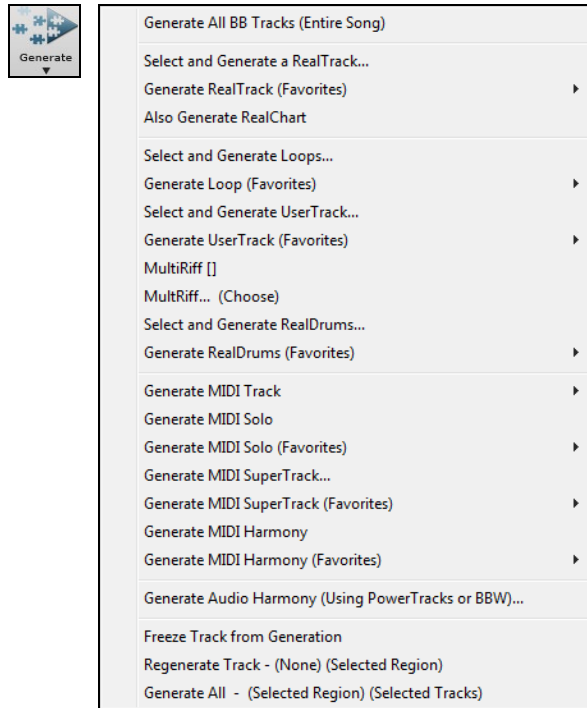 Generate
Generate All BB Tracks (Entire Song)
Select and Generate a RealTrack...
Generate RealTrack (Favorites)
Also Generate RealChart
Select and Generate Loops...
Generate Loop (Favorites)
Select and Generate UserTrack...
Generate UserTrack (Favorites)
MultiRiff []
MultRiff... (Choose)
Select and Generate RealDrums...
Generate RealDrums (Favorites)
Generate MIDI Track
Generate MIDI Solo
Generate MIDI Solo (Favorites)
Generate MIDI SuperTrack...
Generate MIDI SuperTrack (Favorites)
Generate MIDI Harmony
Generate MIDI Harmony (Favorites)
Generate Audio Harmony (Using PowerTracks or BBW)...
Freeze Track from Generation
Regenerate Track - (None) (Selected Region)
Generate All - (Selected Region) (Selected Tracks)